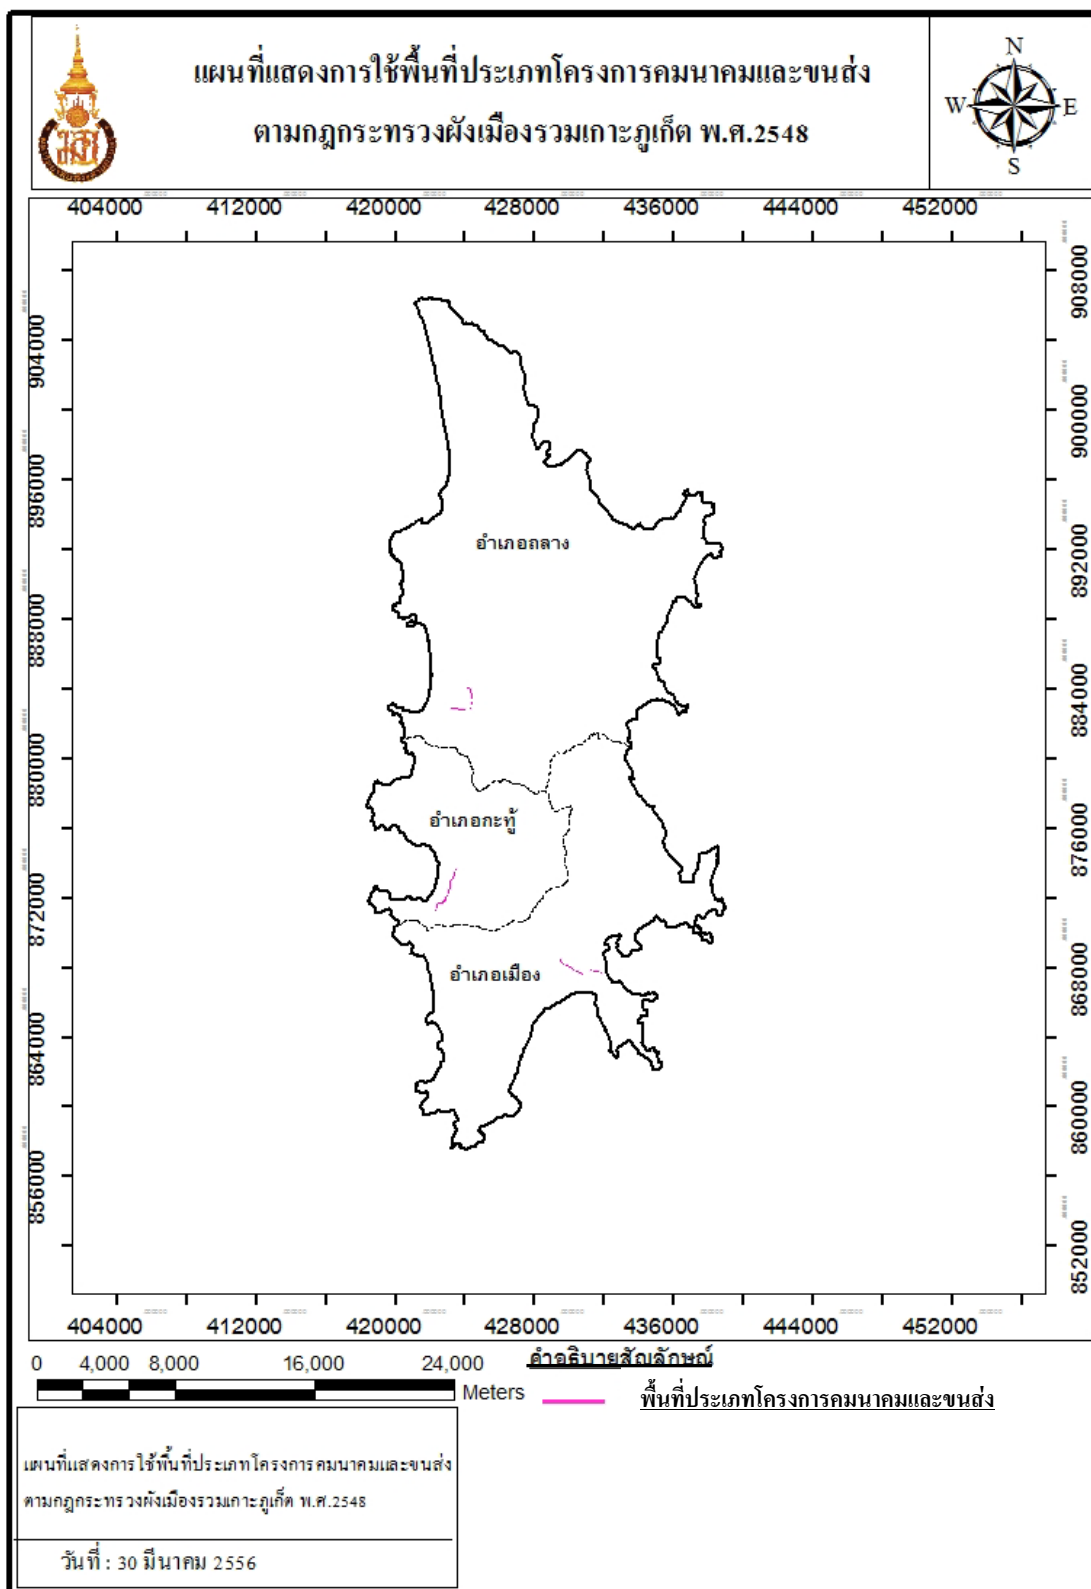 แผนที่แสดงการใช้พื้นที่ประเภทโครงการคมนาคมและขนส่ง
ตามกฎกระทรวงผังเมืองรวมเกาะภูเก็ต พ.ศ.2548
N
W E
S
404000 412000 420000 428000 436000 444000 452000
908000
904000
900000
896000
892000
888000
884000
880000
876000
872000
868000
864000
860000
856000
852000
อำเภอถลาง
อำเภอกะทู้
อำเภอเมือง
404000 412000 420000 428000 436000 444000 452000
0 4,000 8,000 16,000 24,000
Meters
คำอธิบายสัญลักษณ์
พื้นที่ประเภทโครงการคมนาคมและขนส่ง
แผนที่แสดงการใช้พื้นที่ประเภทโครงการคมนาคมและขนส่ง
ตามกฎกระทรวงผังเมืองรวมเกาะภูเก็ต พ.ศ.2548
วันที่ : 30 มีนาคม 2556